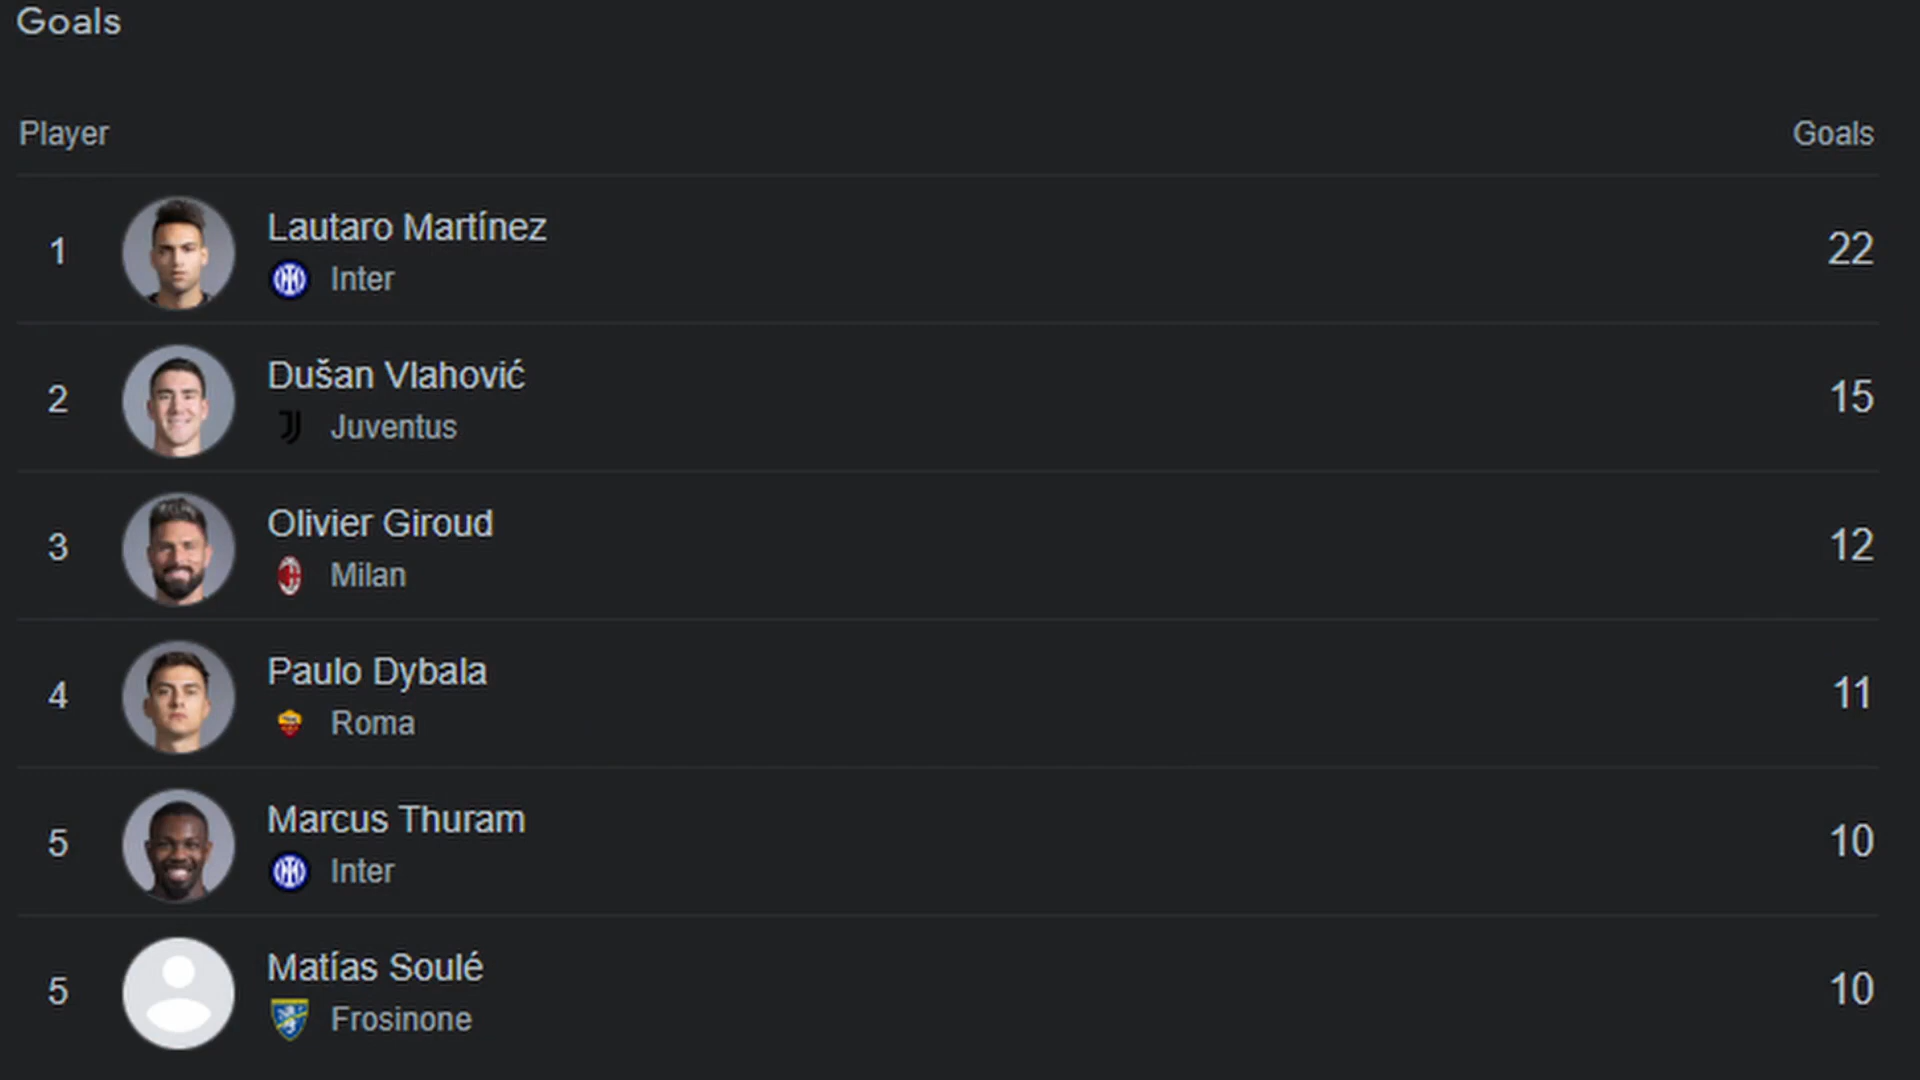 Goals
Player Goals
1 Lautaro Martínez 22
Inter
2 Dušan Vlahović 15
Juventus
3 Olivier Giroud 12
Milan
4 Paulo Dybala 11
Roma
5 Marcus Thuram 10
Inter
5 Matías Soulé 10
Frosinone